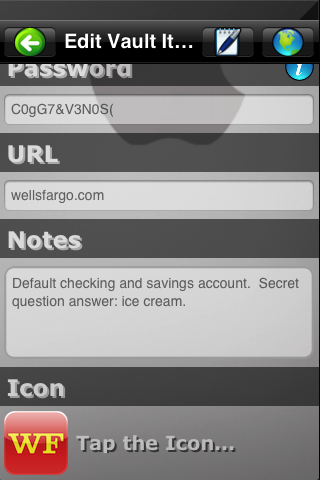 Edit Vault It...
Password
C0gG7&V3N0S(
URL
wellsfargo.com
Notes
Default checking and savings account.  Secret
question answer: ice cream.
Icon
WF
Tap the Icon...